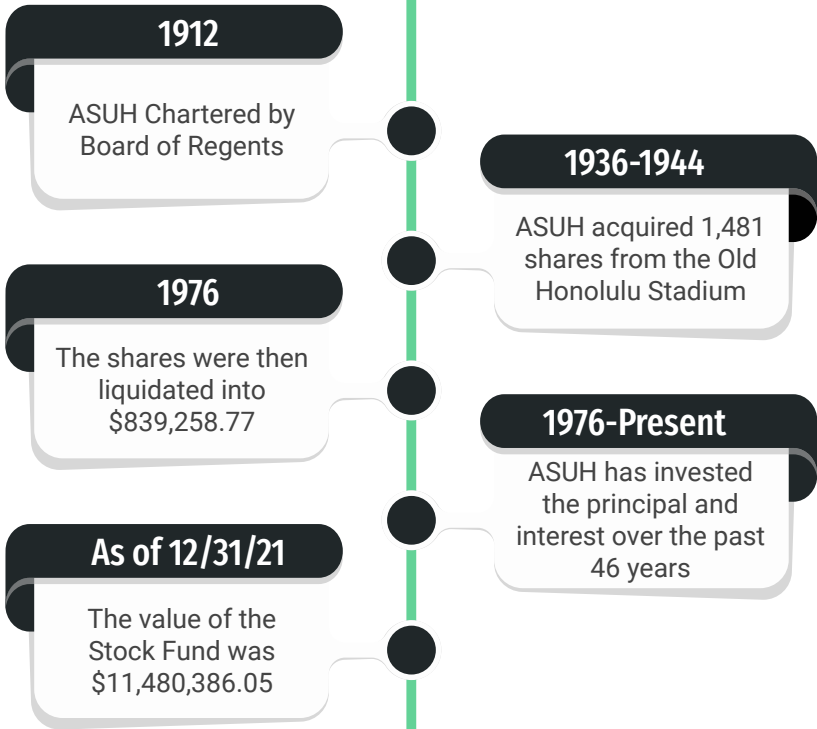 1912
ASUH Chartered by
Board of Regents
1936-1944
ASUH acquired 1,481
shares from the Old
Honolulu Stadium
1976
The shares were then
liquidated into
$839,258.77
1976-Present
ASUH has invested
the principal and
interest over the past
46 years
As of 12/31/21
The value of the
Stock Fund was
$11,480,386.05